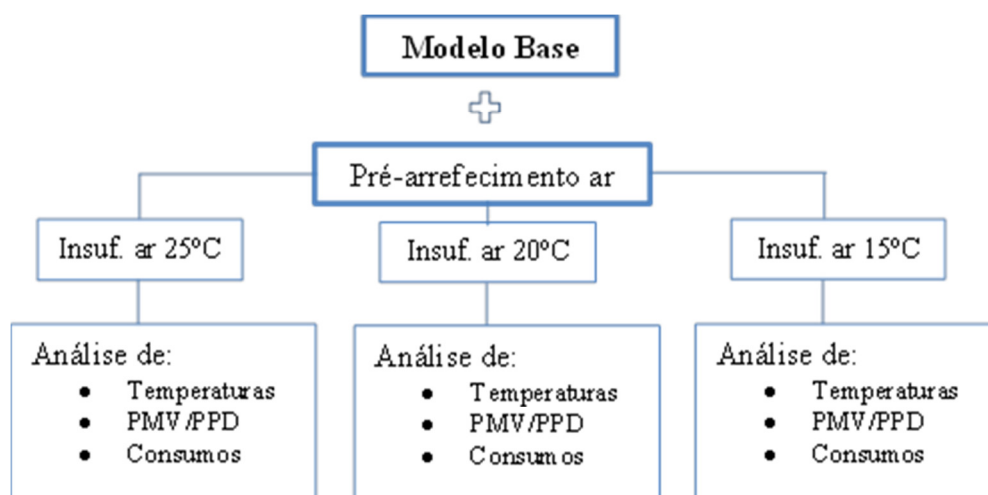 Modelo Base
Pré-arrefecimento ar
Insuf. ar 25ºC
Insuf. ar 20ºC
Insuf. ar 15ºC
Análise de:
● Temperaturas
● PMV/PPD
● Consumos
Análise de:
● Temperaturas
● PMV/PPD
● Consumos
Análise de:
● Temperaturas
● PMV/PPD
● Consumos